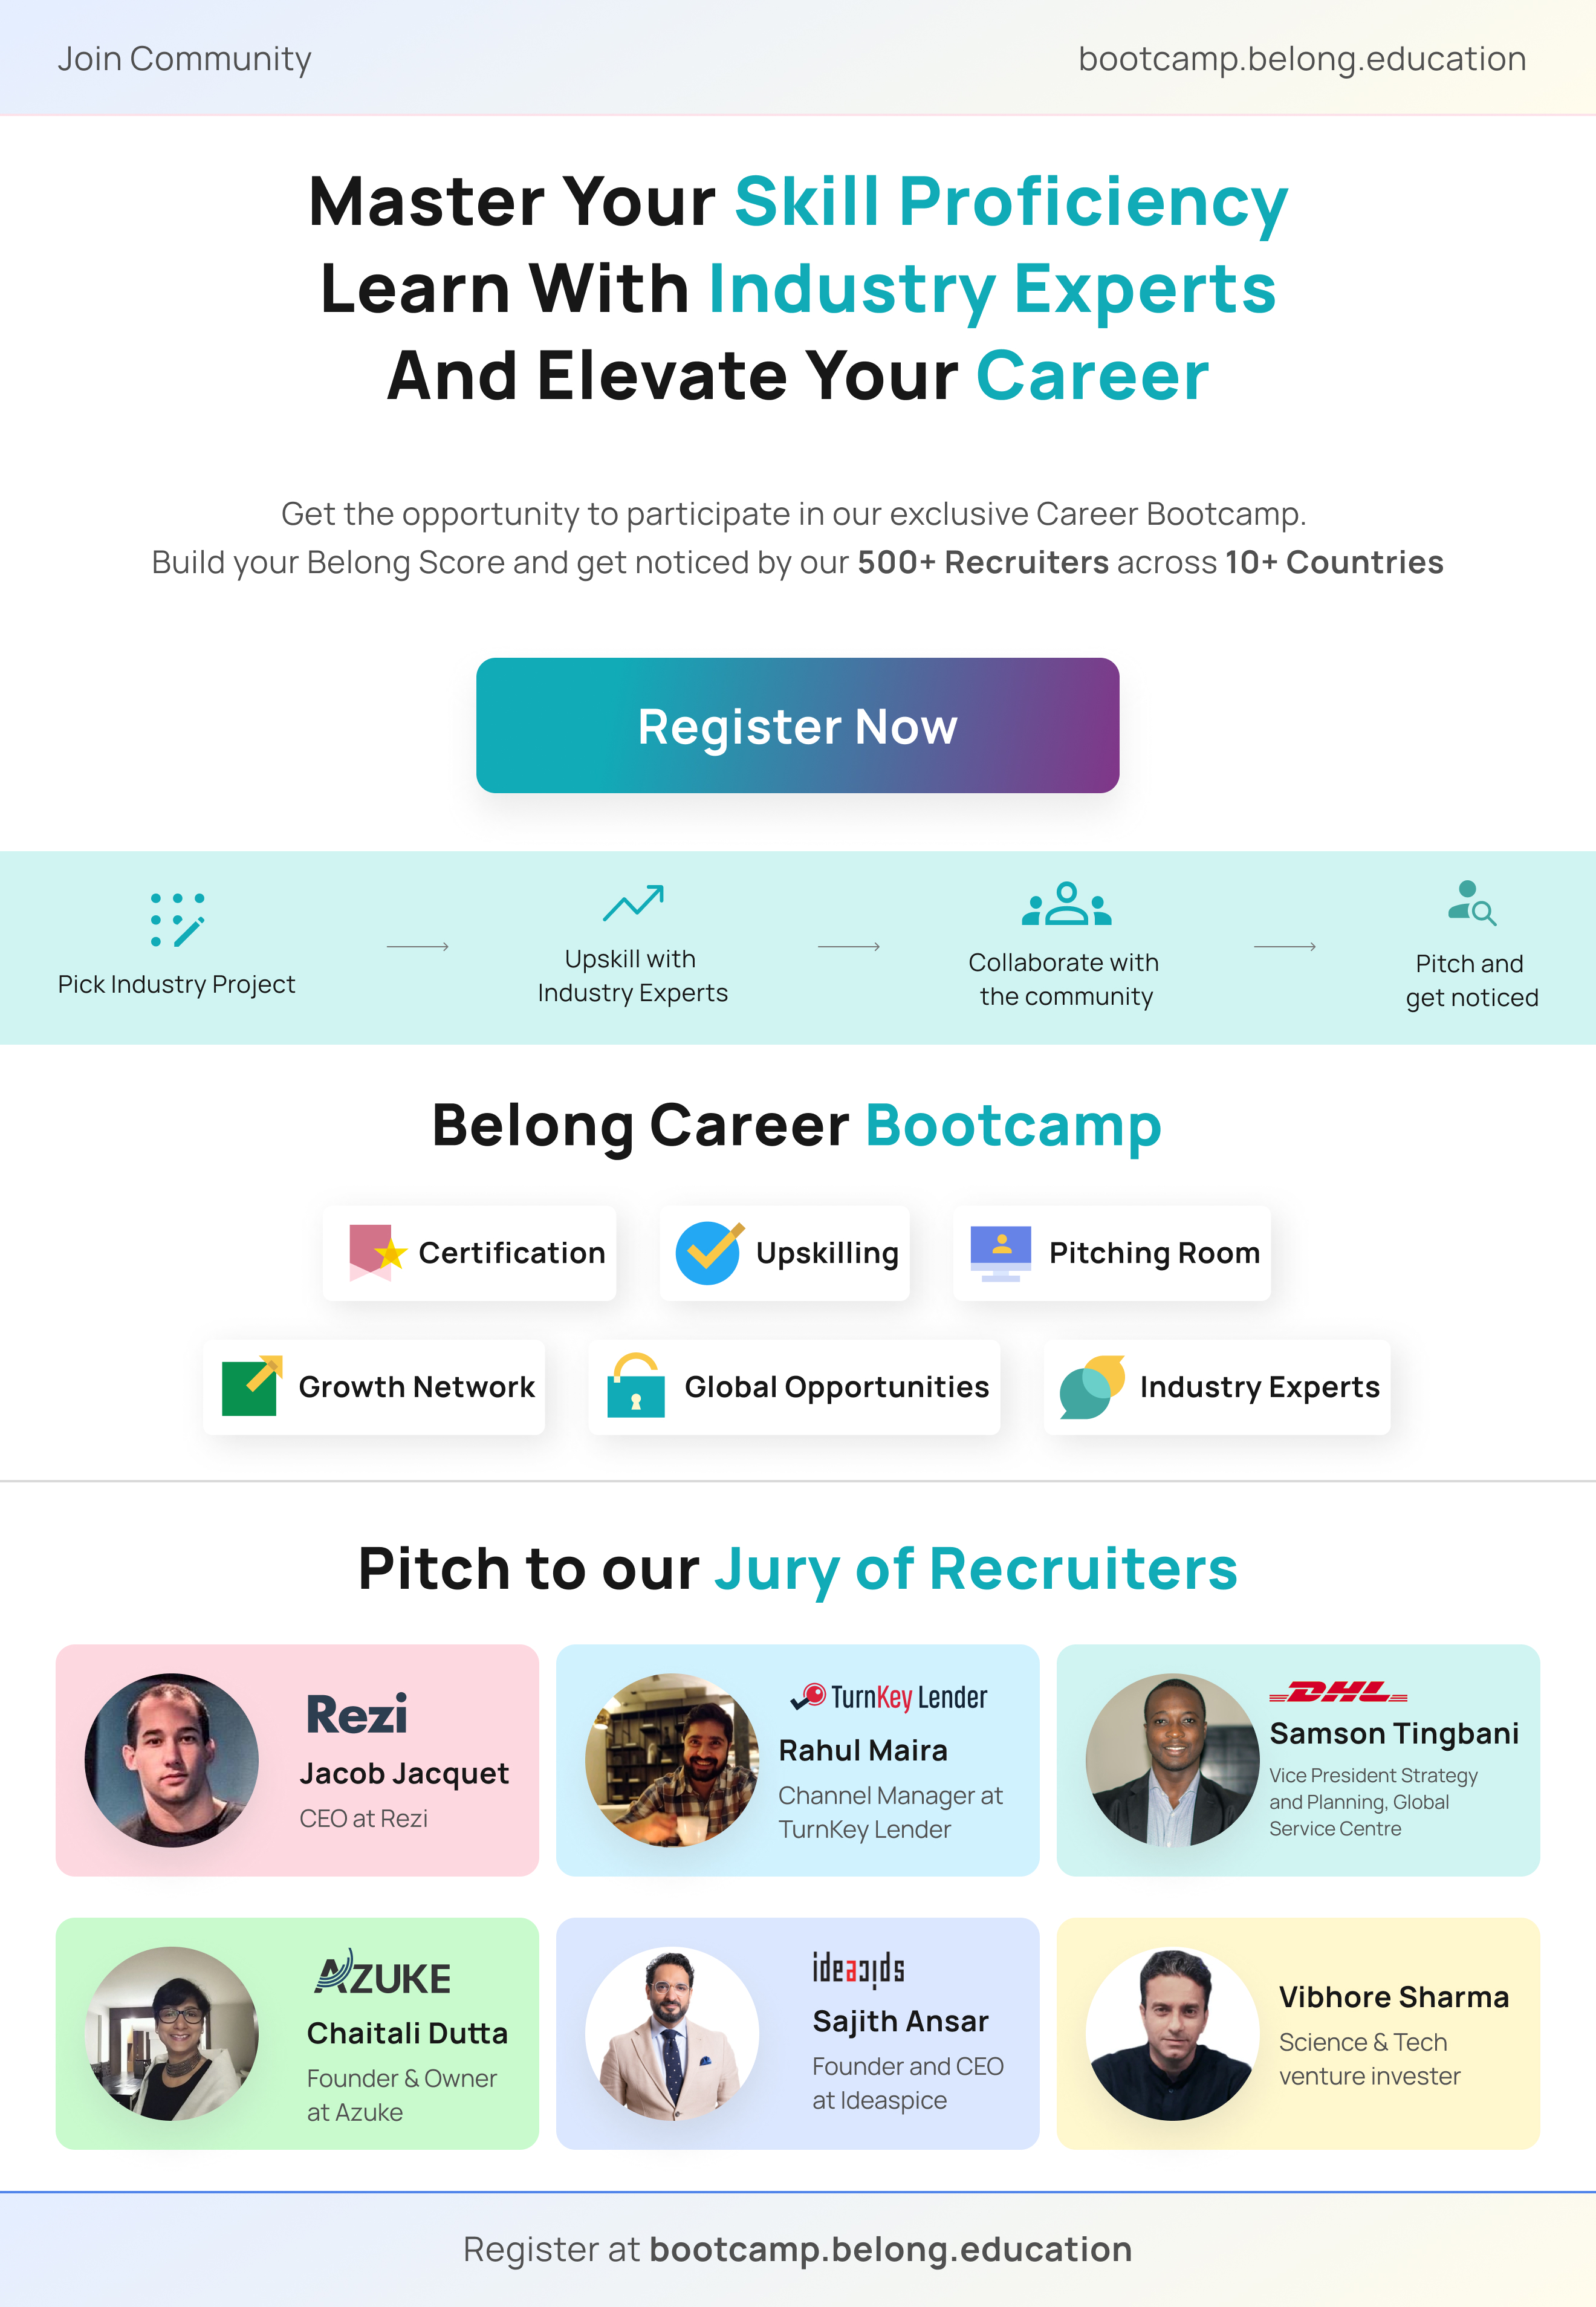 Join Community
bootcamp.belong.education
Master Your Skill Proficiency
Learn With Industry Experts
And Elevate Your Career
Get the opportunity to participate in our exclusive Career Bootcamp.
Build your Belong Score and get noticed by our 500+ Recruiters across 10+ Countries
Register Now
Pick Industry Project
Upskill with
Industry Experts
Collaborate with
the community
Pitch and
get noticed
Belong Career Bootcamp
Certification
Upskilling
Pitching Room
Growth Network
Global Opportunities
Industry Experts
Pitch to our Jury of Recruiters
Rezi
Jacob Jacquet
CEO at Rezi
TurnKey Lender
Rahul Maira
Channel Manager at
TurnKey Lender
DHL
Samson Tingbani
Vice President Strategy
and Planning, Global
Service Centre
AZUKE
Chaitali Dutta
Founder & Owner
at Azuke
ideaspice
Sajith Ansar
Founder and CEO
at Ideaspice
Vibhore Sharma
Science & Tech
venture invester
Register at bootcamp.belong.education